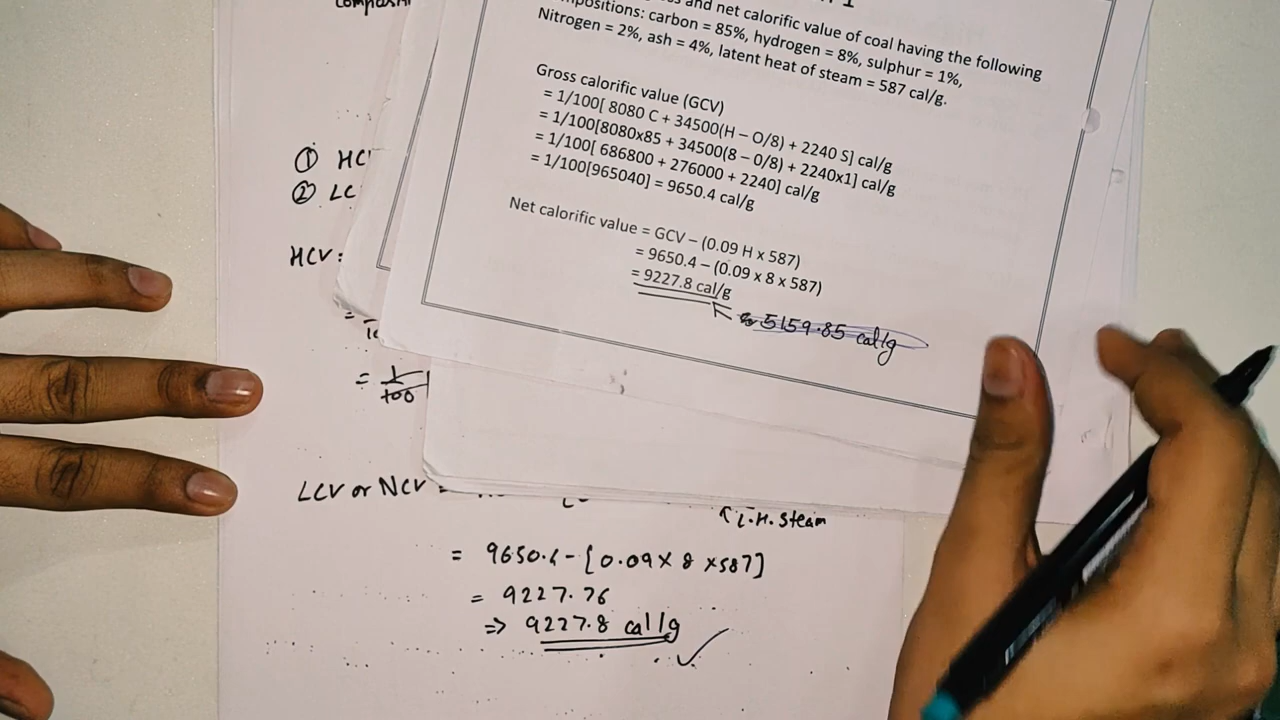 and net calorific value of coal having the following
positions: carbon = 85%, hydrogen = 8%, sulphur = 1%,
Nitrogen = 2%, ash = 4%, latent heat of steam = 587 cal/g.
Gross calorific value (GCV)
= 1/100[ 8080 C + 34500(H – O/8) + 2240 S] cal/g
= 1/100[8080x85 + 34500(8 – 0/8) + 2240x1] cal/g
= 1/100[ 686800 + 276000 + 2240] cal/g
= 1/100[965040] = 9650.4 cal/g
Net calorific value = GCV – (0.09 H x 587)
= 9650.4 – (0.09 x 8 x 587)
= 9227.8 cal/g
5159.85 cal/g
① HC
② LC
HCV =
= 1/100
LCV or NCV =
L.H. steam
= 9650.4 - [0.09 x 8 x 587]
= 9227.76
=> 9227.8 cal/g